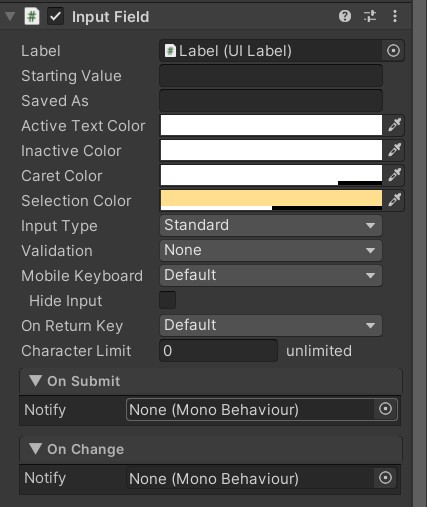 Input Field
Label Label (UI Label)
Starting Value
Saved As
Active Text Color
Inactive Color
Caret Color
Selection Color
Input Type Standard
Validation None
Mobile Keyboard Default
Hide Input
On Return Key Default
Character Limit 0 unlimited
On Submit
Notify None (Mono Behaviour)
On Change
Notify None (Mono Behaviour)